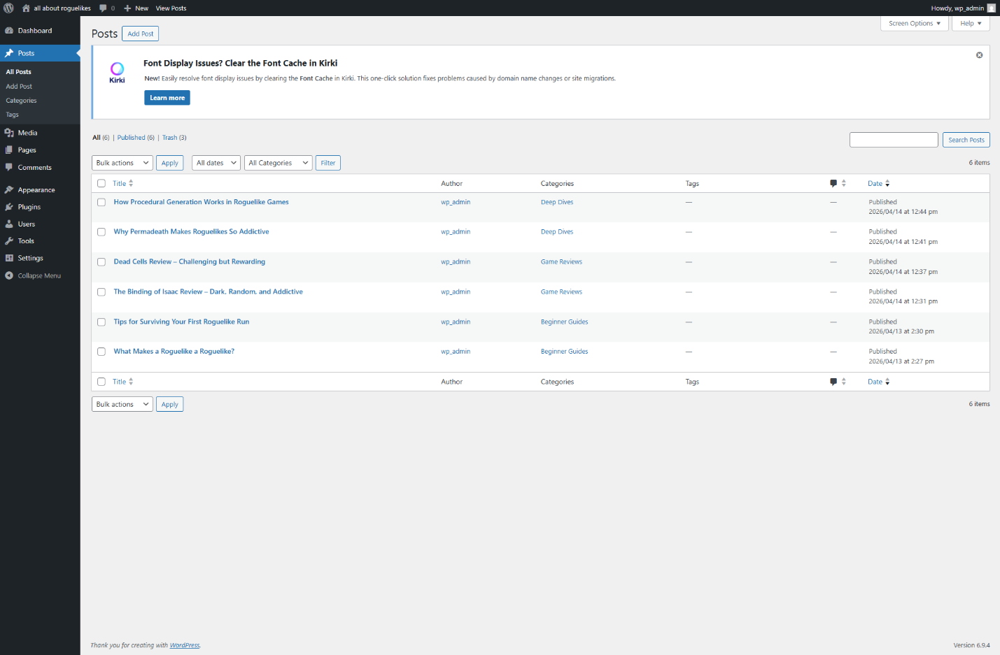 all about roguelikes 0 New View Posts Howdy, wp_admin
Dashboard
Posts
All Posts
Add Post
Categories
Tags
Media
Pages
Comments
Appearance
Plugins
Users
Tools
Settings
Collapse Menu
Screen Options Help
Posts Add Post
Kirki
Font Display Issues? Clear the Font Cache in Kirki
New! Easily resolve font display issues by clearing the Font Cache in Kirki. This one-click solution fixes problems caused by domain name changes or site migrations.
Learn more
All (6) | Published (6) | Trash (3)
Search Posts
Bulk actions Apply All dates All Categories Filter 6 items
Title Author Categories Tags Date
How Procedural Generation Works in Roguelike Games wp_admin Deep Dives — — Published
2026/04/14 at 12:44 pm
Why Permadeath Makes Roguelikes So Addictive wp_admin Deep Dives — — Published
2026/04/14 at 12:41 pm
Dead Cells Review – Challenging but Rewarding wp_admin Game Reviews — — Published
2026/04/14 at 12:37 pm
The Binding of Isaac Review – Dark, Random, and Addictive wp_admin Game Reviews — — Published
2026/04/14 at 12:31 pm
Tips for Surviving Your First Roguelike Run wp_admin Beginner Guides — — Published
2026/04/13 at 2:30 pm
What Makes a Roguelike a Roguelike? wp_admin Beginner Guides — — Published
2026/04/13 at 2:27 pm
Title Author Categories Tags Date
Bulk actions Apply 6 items
Thank you for creating with WordPress. Version 6.9.4